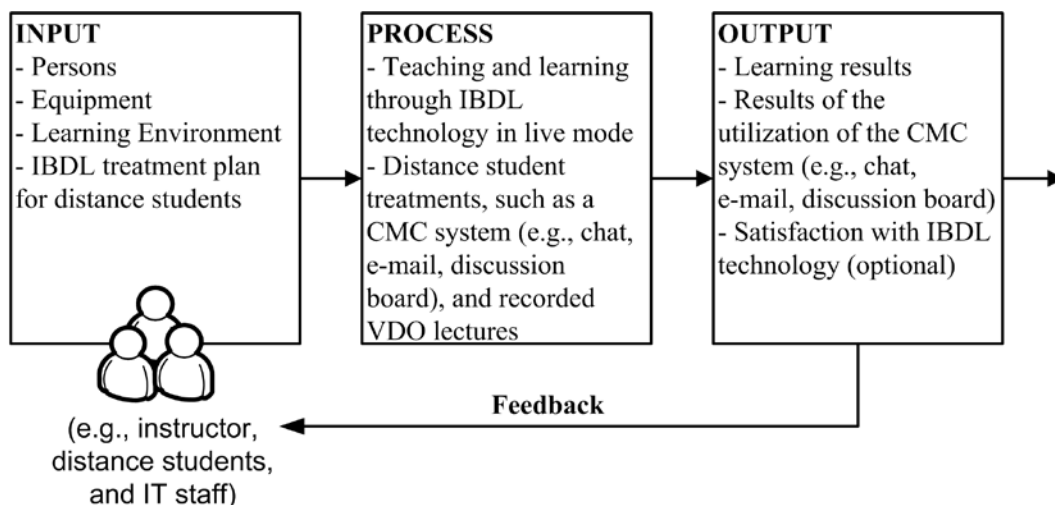 INPUT
- Persons
- Equipment
- Learning Environment
- IBDL treatment plan
for distance students
PROCESS
- Teaching and learning
through IBDL
technology in live mode
- Distance student
treatments, such as a
CMC system (e.g., chat,
e-mail, discussion
board), and recorded
VDO lectures
OUTPUT
- Learning results
- Results of the
utilization of the CMC
system (e.g., chat,
e-mail, discussion board)
- Satisfaction with IBDL
technology (optional)
Feedback
(e.g., instructor,
distance students,
and IT staff)